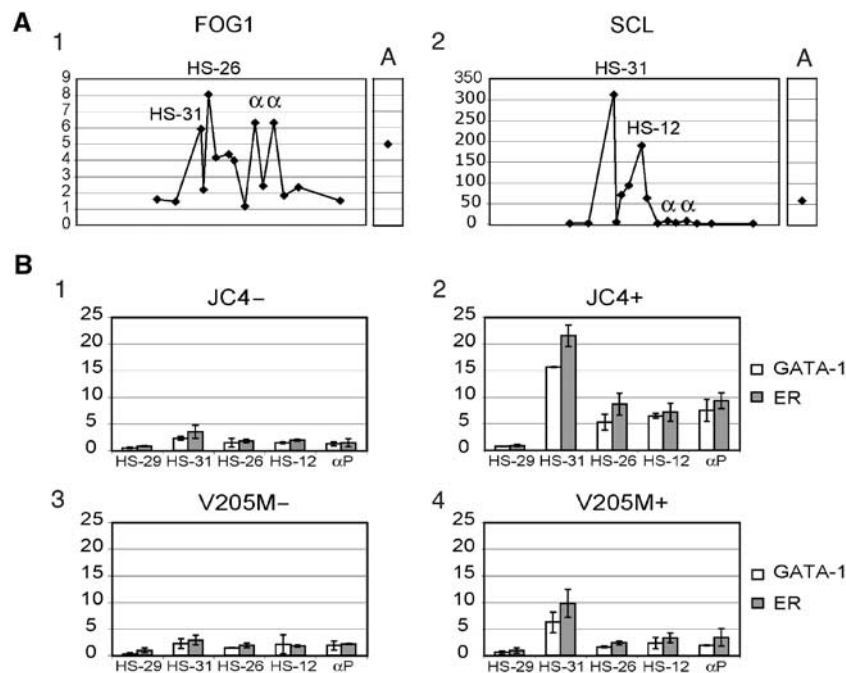 A
1
FOG1
HS-26
HS-31
α α
9
8
7
6
5
4
3
2
1
0
A
2
SCL
HS-31
HS-12
α α
350
300
250
200
150
100
50
0
A
B
1
JC4–
25
20
15
10
5
0
HS-29 HS-31 HS-26 HS-12 αP
2
JC4+
25
20
15
10
5
0
HS-29 HS-31 HS-26 HS-12 αP
GATA-1
ER
3
V205M–
25
20
15
10
5
0
HS-29 HS-31 HS-26 HS-12 αP
4
V205M+
25
20
15
10
5
0
HS-29 HS-31 HS-26 HS-12 αP
GATA-1
ER